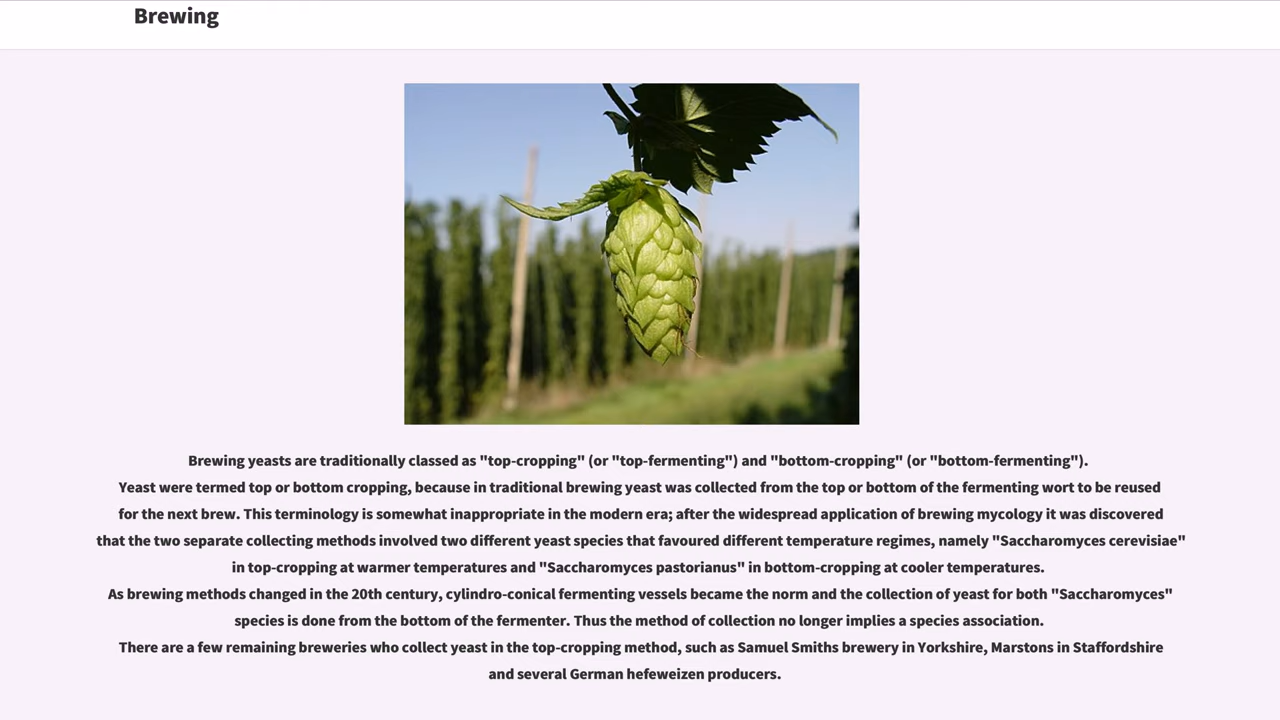 Brewing
Brewing yeasts are traditionally classed as "top-cropping" (or "top-fermenting") and "bottom-cropping" (or "bottom-fermenting").
Yeast were termed top or bottom cropping, because in traditional brewing yeast was collected from the top or bottom of the fermenting wort to be reused
for the next brew. This terminology is somewhat inappropriate in the modern era; after the widespread application of brewing mycology it was discovered
that the two separate collecting methods involved two different yeast species that favoured different temperature regimes, namely "Saccharomyces cerevisiae"
in top-cropping at warmer temperatures and "Saccharomyces pastorianus" in bottom-cropping at cooler temperatures.
As brewing methods changed in the 20th century, cylindro-conical fermenting vessels became the norm and the collection of yeast for both "Saccharomyces"
species is done from the bottom of the fermenter. Thus the method of collection no longer implies a species association.
There are a few remaining breweries who collect yeast in the top-cropping method, such as Samuel Smiths brewery in Yorkshire, Marstons in Staffordshire
and several German hefeweizen producers.